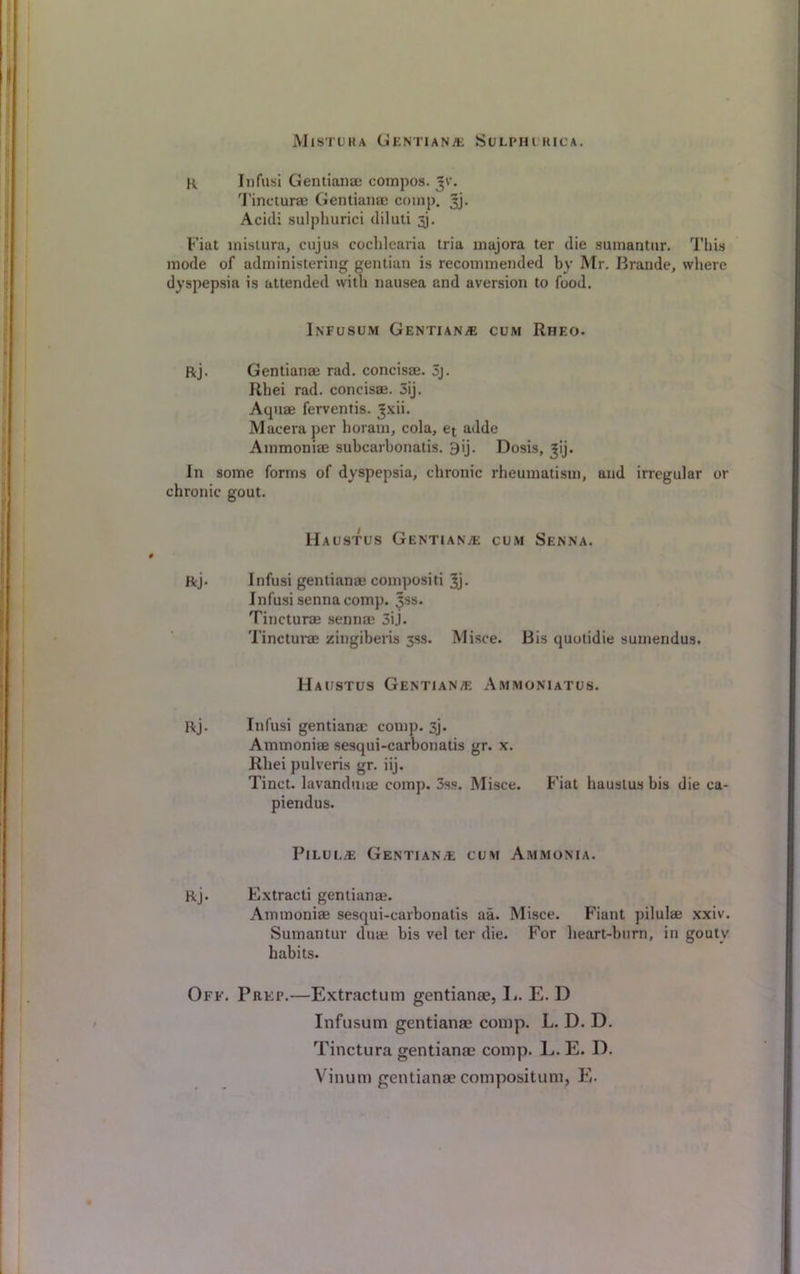 Mistura Gentianæ Sulphurica.
℞ Infusi Gentianæ compos. ℥v.
Tincturæ Gentianæ comp. ℥j.
Acidi sulphurici diluti ʒj.
Fiat mistura, cujus cochlearia tria majora ter die sumantur. This
mode of administering gentian is recommended by Mr. Brande, where
dyspepsia is attended with nausea and aversion to food.
Infusum Gentianæ cum Rheo.
℞j. Gentianæ rad. concisæ. ʒj.
Rhei rad. concisæ. ʒij.
Aquæ ferventis. ℥xii.
Macera per horam, cola, et adde
Ammoniæ subcarbonatis. ℈ij. Dosis, ℥ij.
In some forms of dyspepsia, chronic rheumatism, and irregular or
chronic gout.
Haustus Gentianæ cum Senna.
℞j. Infusi gentianæ compositi ℥j.
Infusi senna comp. ℥ss.
Tincturæ sennæ ʒij.
Tincturæ zingiberis ʒss. Misce. Bis quotidie sumendus.
Haustus Gentianæ Ammoniatus.
℞j. Infusi gentianæ comp. ʒj.
Ammoniæ sesqui-carbonatis gr. x.
Rhei pulveris gr. iij.
Tinct. lavandulæ comp. ʒss. Misce. Fiat haustus bis die ca-
piendus.
Pilulæ Gentianæ cum Ammonia.
℞j. Extracti gentianæ.
Ammoniæ sesqui-carbonatis aā. Misce. Fiant pilulæ xxiv.
Sumantur duæ bis vel ter die. For heart-burn, in gouty
habits.
Off. Prep.—Extractum gentianæ, L. E. D
Infusum gentianæ comp. L. D. D.
Tinctura gentianæ comp. L. E. D.
Vinum gentianæ compositum, E.